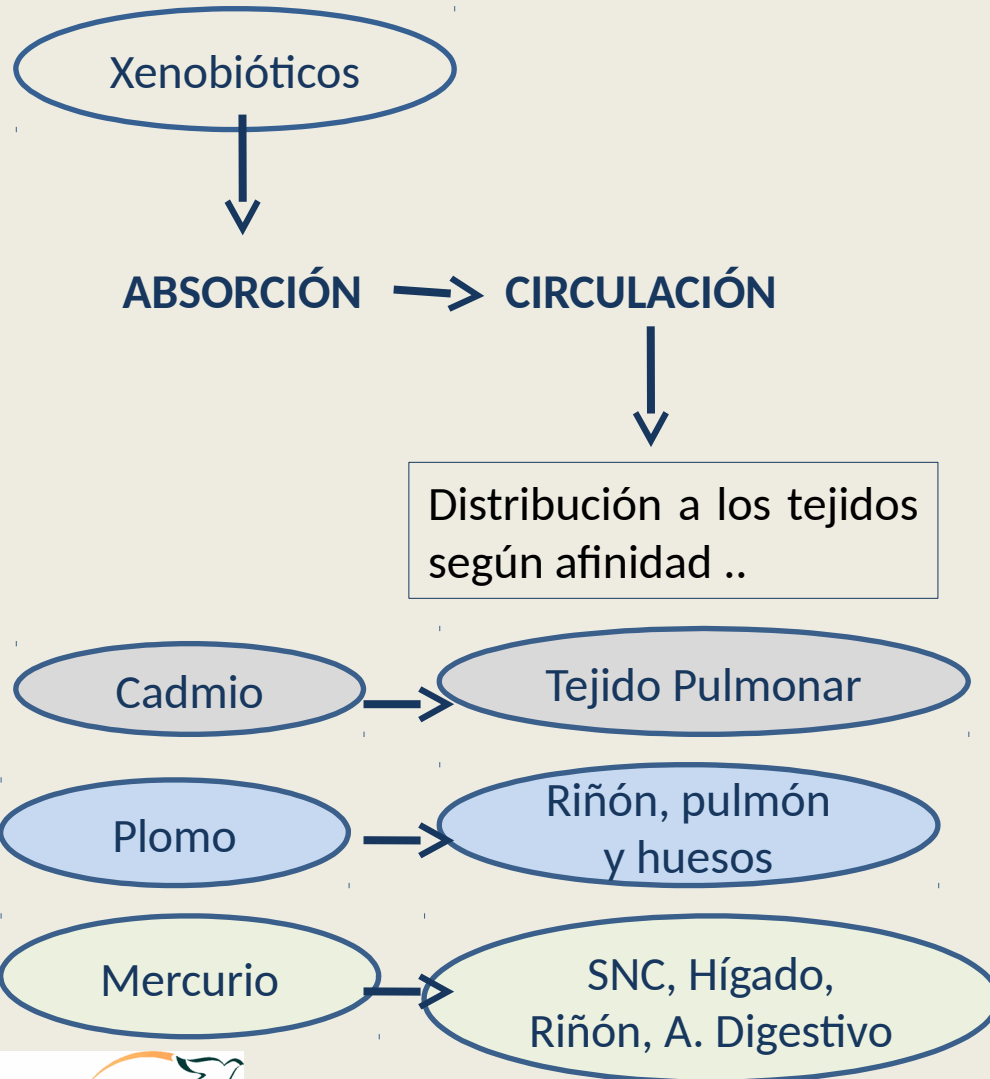 Xenobióticos
ABSORCIÓN CIRCULACIÓN
Distribución a los tejidos
según afinidad ..
Cadmio Tejido Pulmonar
Plomo Riñón, pulmón
y huesos
Mercurio SNC, Hígado,
Riñón, A. Digestivo